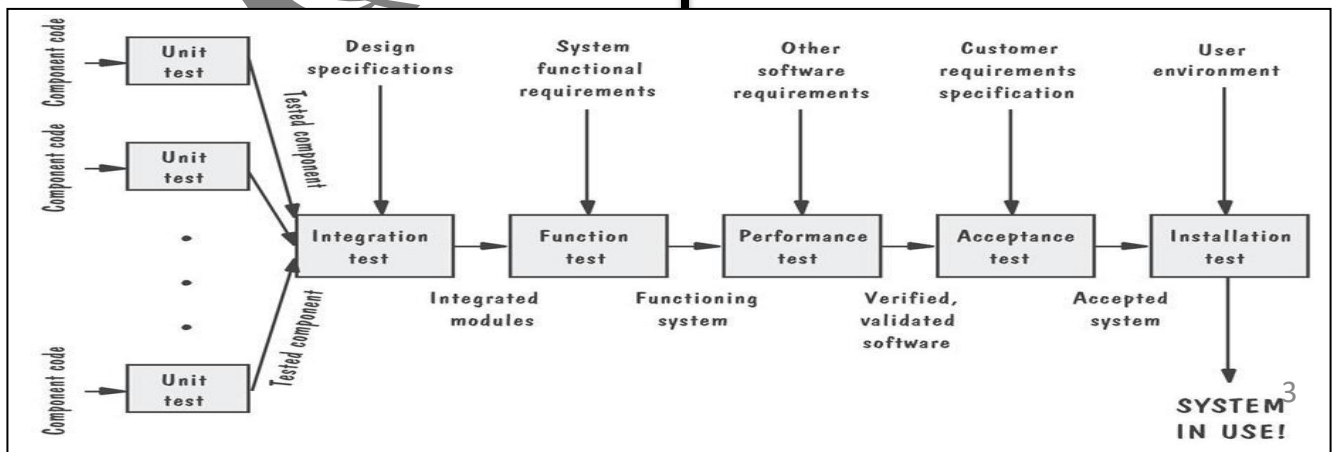 Component code
Unit
test
Component code
Unit
test
Component code
Unit
test
Tested component
Tested component
Design
specifications
System
functional
requirements
Other
software
requirements
Customer
requirements
specification
User
environment
Integration
test
Function
test
Performance
test
Acceptance
test
Installation
test
Integrated
modules
Functioning
system
Verified,
validated
software
Accepted
system
SYSTEM
IN USE!
3